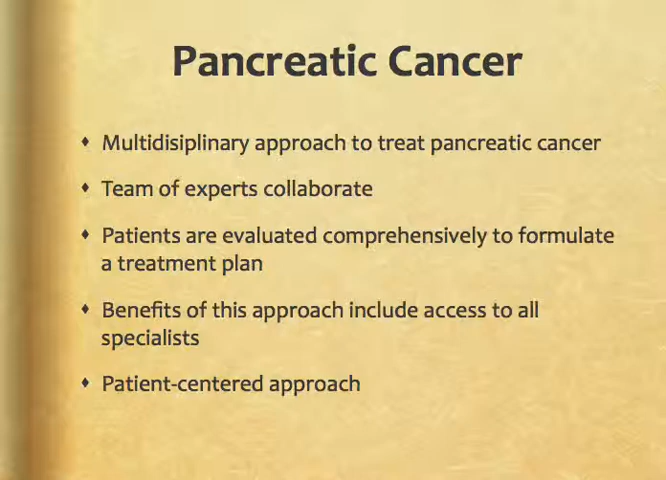 Pancreatic Cancer
Multidisiplinary approach to treat pancreatic cancer
Team of experts collaborate
Patients are evaluated comprehensively to formulate
a treatment plan
Benefits of this approach include access to all
specialists
Patient-centered approach